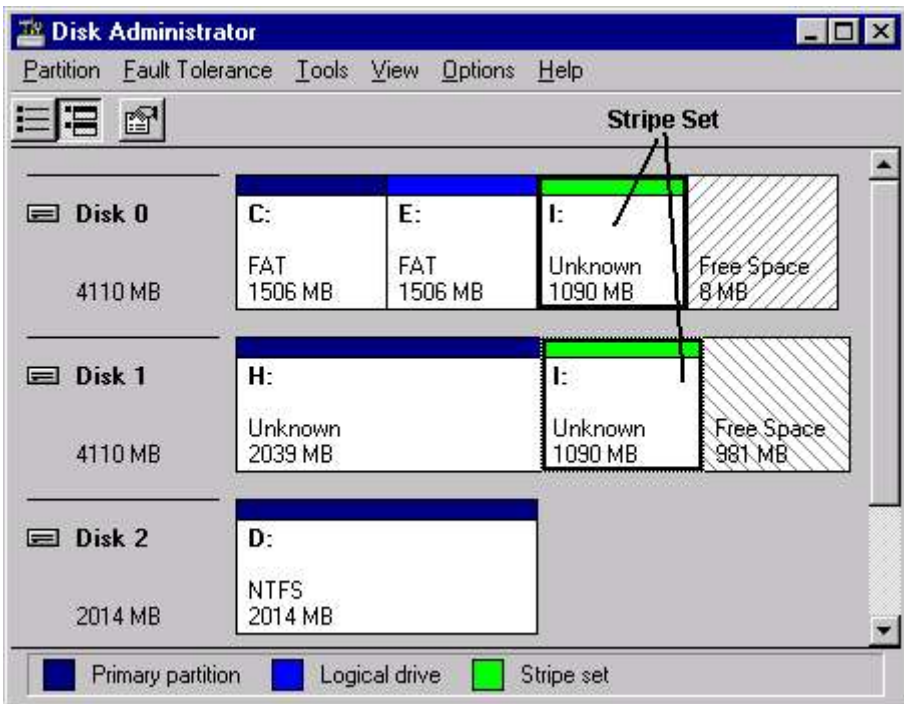 Disk Administrator
Partition Fault Tolerance Tools View Options Help
Stripe Set
Disk 0
4110 MB
C:
FAT
1506 MB
E:
FAT
1506 MB
I:
Unknown
1090 MB
Free Space
8 MB
Disk 1
4110 MB
H:
Unknown
2039 MB
I:
Unknown
1090 MB
Free Space
981 MB
Disk 2
2014 MB
D:
NTFS
2014 MB
Primary partition Logical drive Stripe set